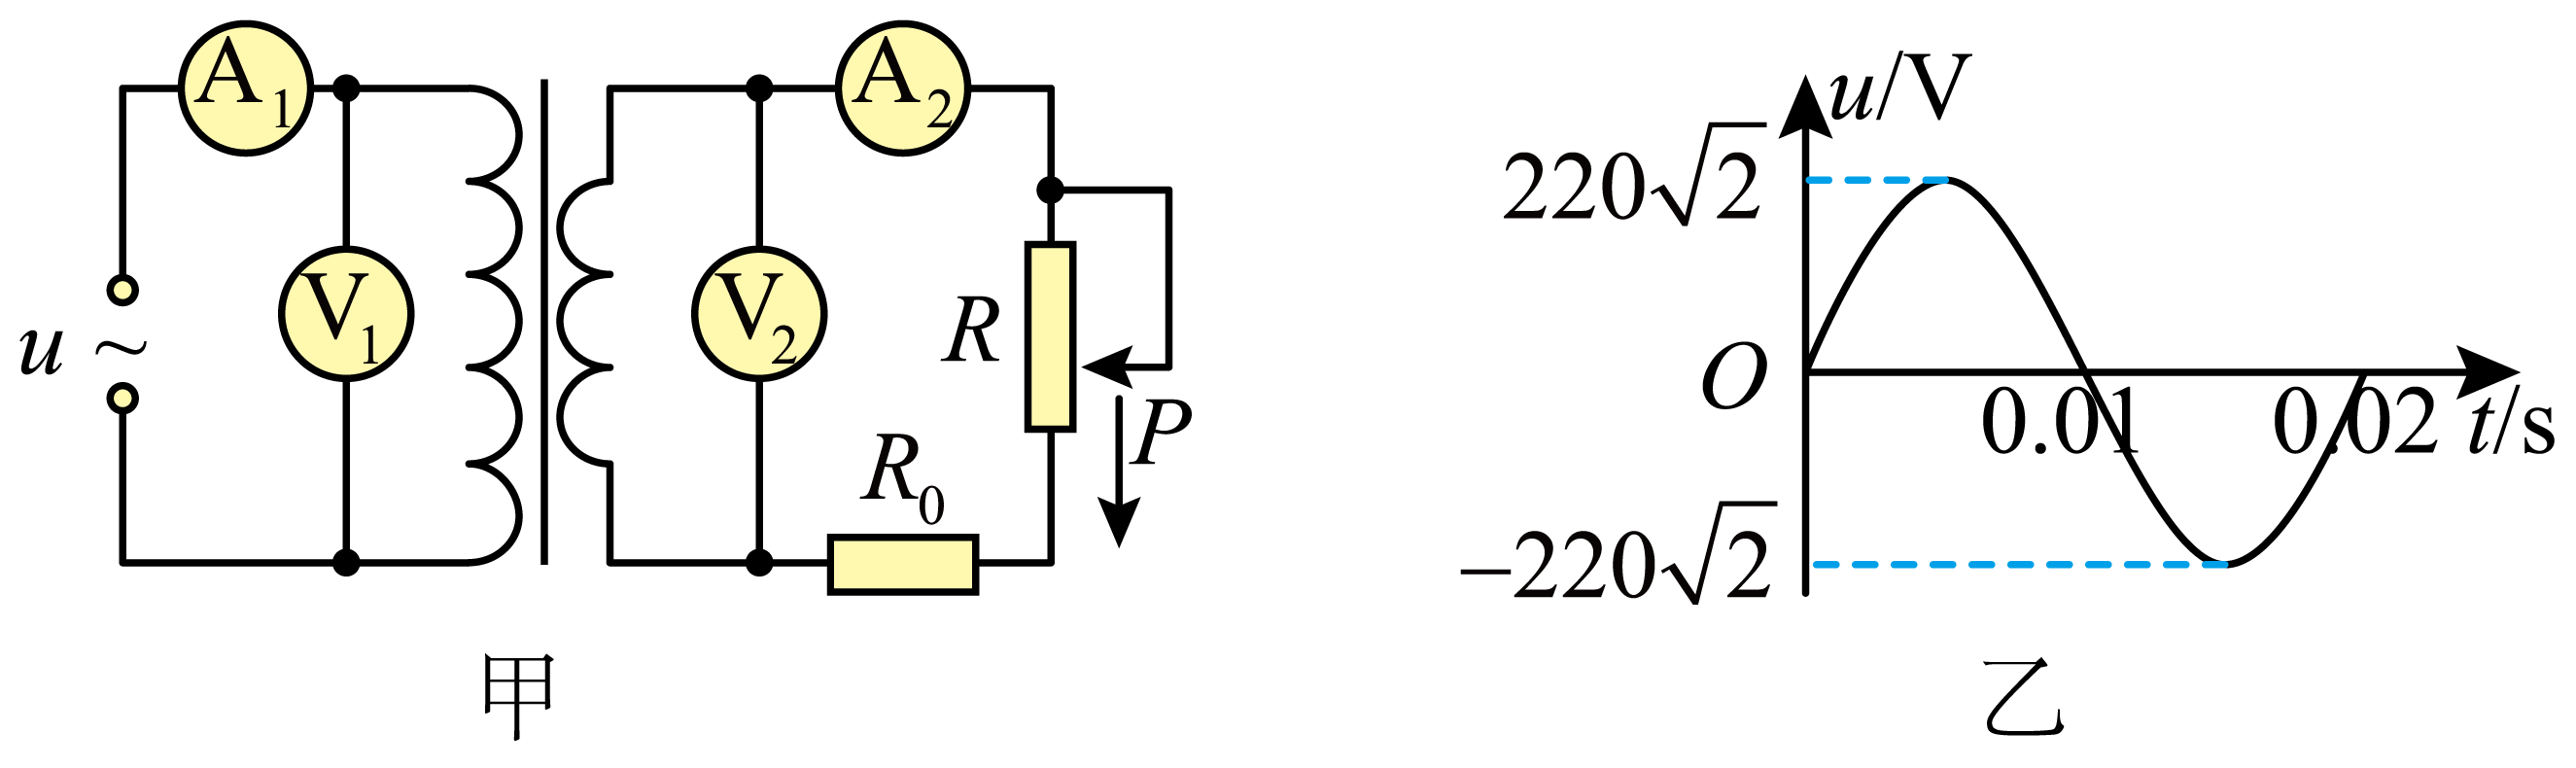 A₁
A₂
V₁
V₂
u ~
R
P
R₀
甲
u/V
220√2
O
0.01
0.02
t/s
−220√2
乙